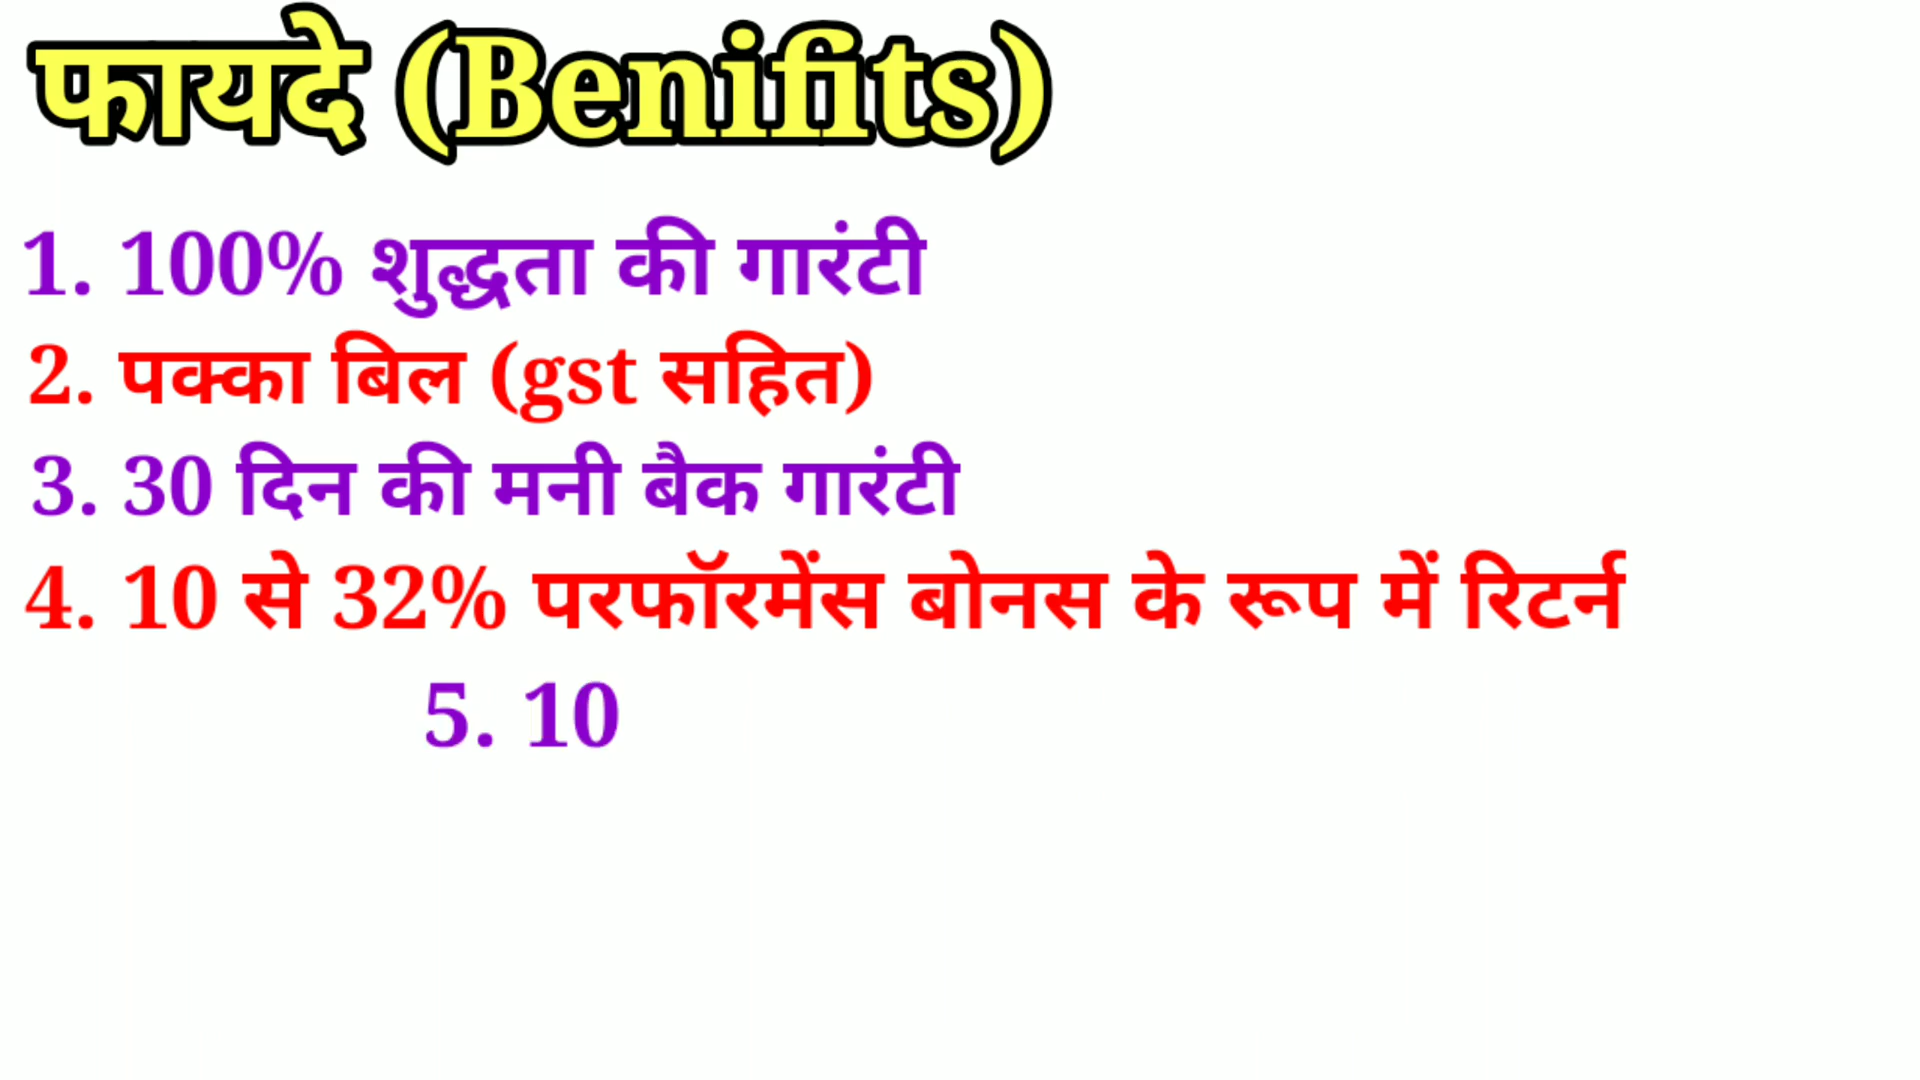 फायदे (Benifits)
1. 100% शुद्धता की गारंटी
2. पक्का बिल (gst सहित)
3. 30 दिन की मनी बैक गारंटी
4. 10 से 32% परफॉरमेंस बोनस के रूप में रिटर्न
5. 10